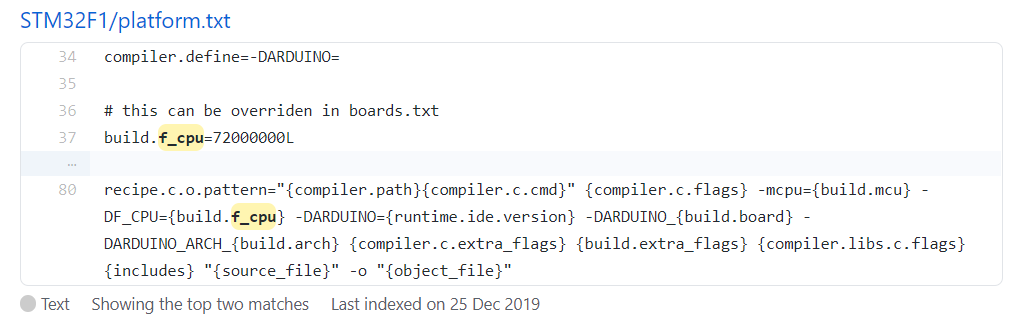 STM32F1/platform.txt
34 compiler.define=-DARDUINO=
35
36 # this can be overriden in boards.txt
37 build.f_cpu=72000000L
...
80 recipe.c.o.pattern="{compiler.path}{compiler.c.cmd}" {compiler.c.flags} -mcpu={build.mcu} -
DF_CPU={build.f_cpu} -DARDUINO={runtime.ide.version} -DARDUINO_{build.board} -
DARDUINO_ARCH_{build.arch} {compiler.c.extra_flags} {build.extra_flags} {compiler.libs.c.flags}
{includes} "{source_file}" -o "{object_file}"
Text Showing the top two matches Last indexed on 25 Dec 2019